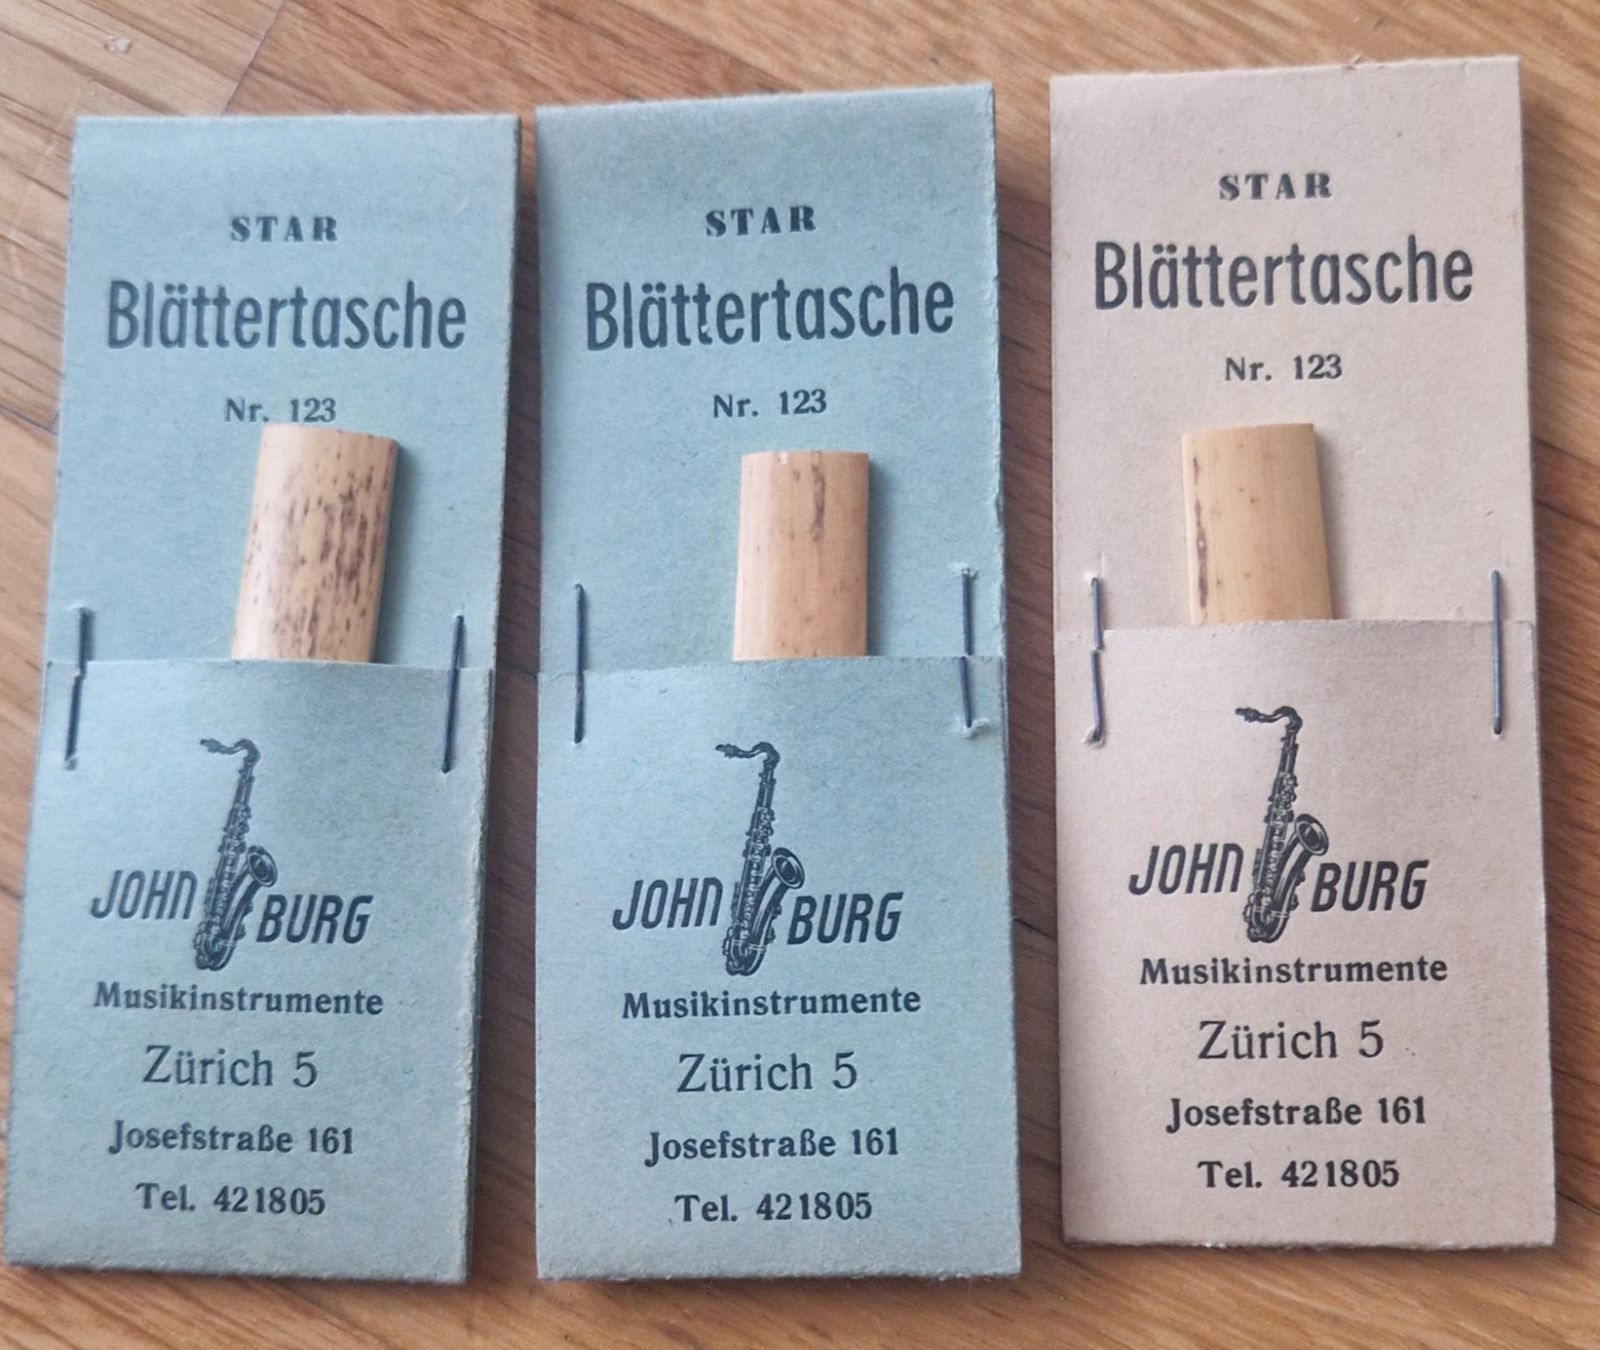 STAR
Blättertasche
Nr. 123
JOHN BURG
Musikinstrumente
Zürich 5
Josefstraße 161
Tel. 421805
STAR
Blättertasche
Nr. 123
JOHN BURG
Musikinstrumente
Zürich 5
Josefstraße 161
Tel. 421805
STAR
Blättertasche
Nr. 123
JOHN BURG
Musikinstrumente
Zürich 5
Josefstraße 161
Tel. 421805